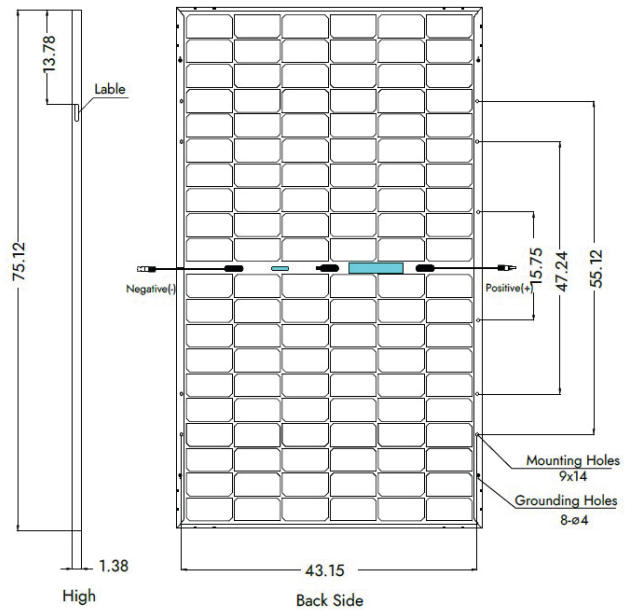 13.78
Lable
75.12
1.38
High
Negative(-)
Positive(+)
15.75
47.24
55.12
Mounting Holes
9x14
Grounding Holes
8-ø4
43.15
Back Side